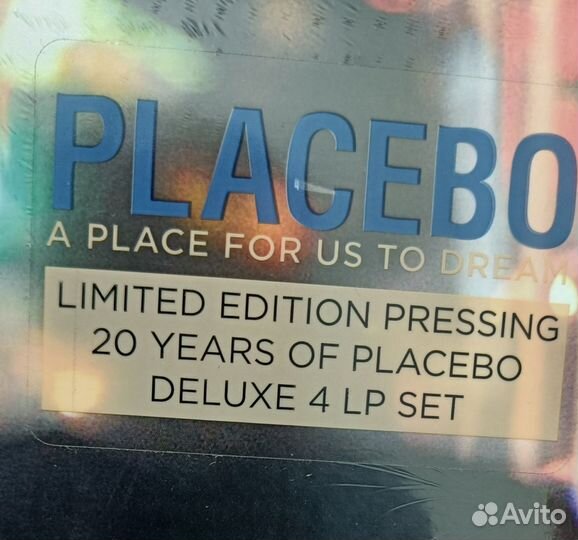 PLACEBO
A PLACE FOR US TO DREAM
LIMITED EDITION PRESSING
20 YEARS OF PLACEBO
DELUXE 4 LP SET
Avito